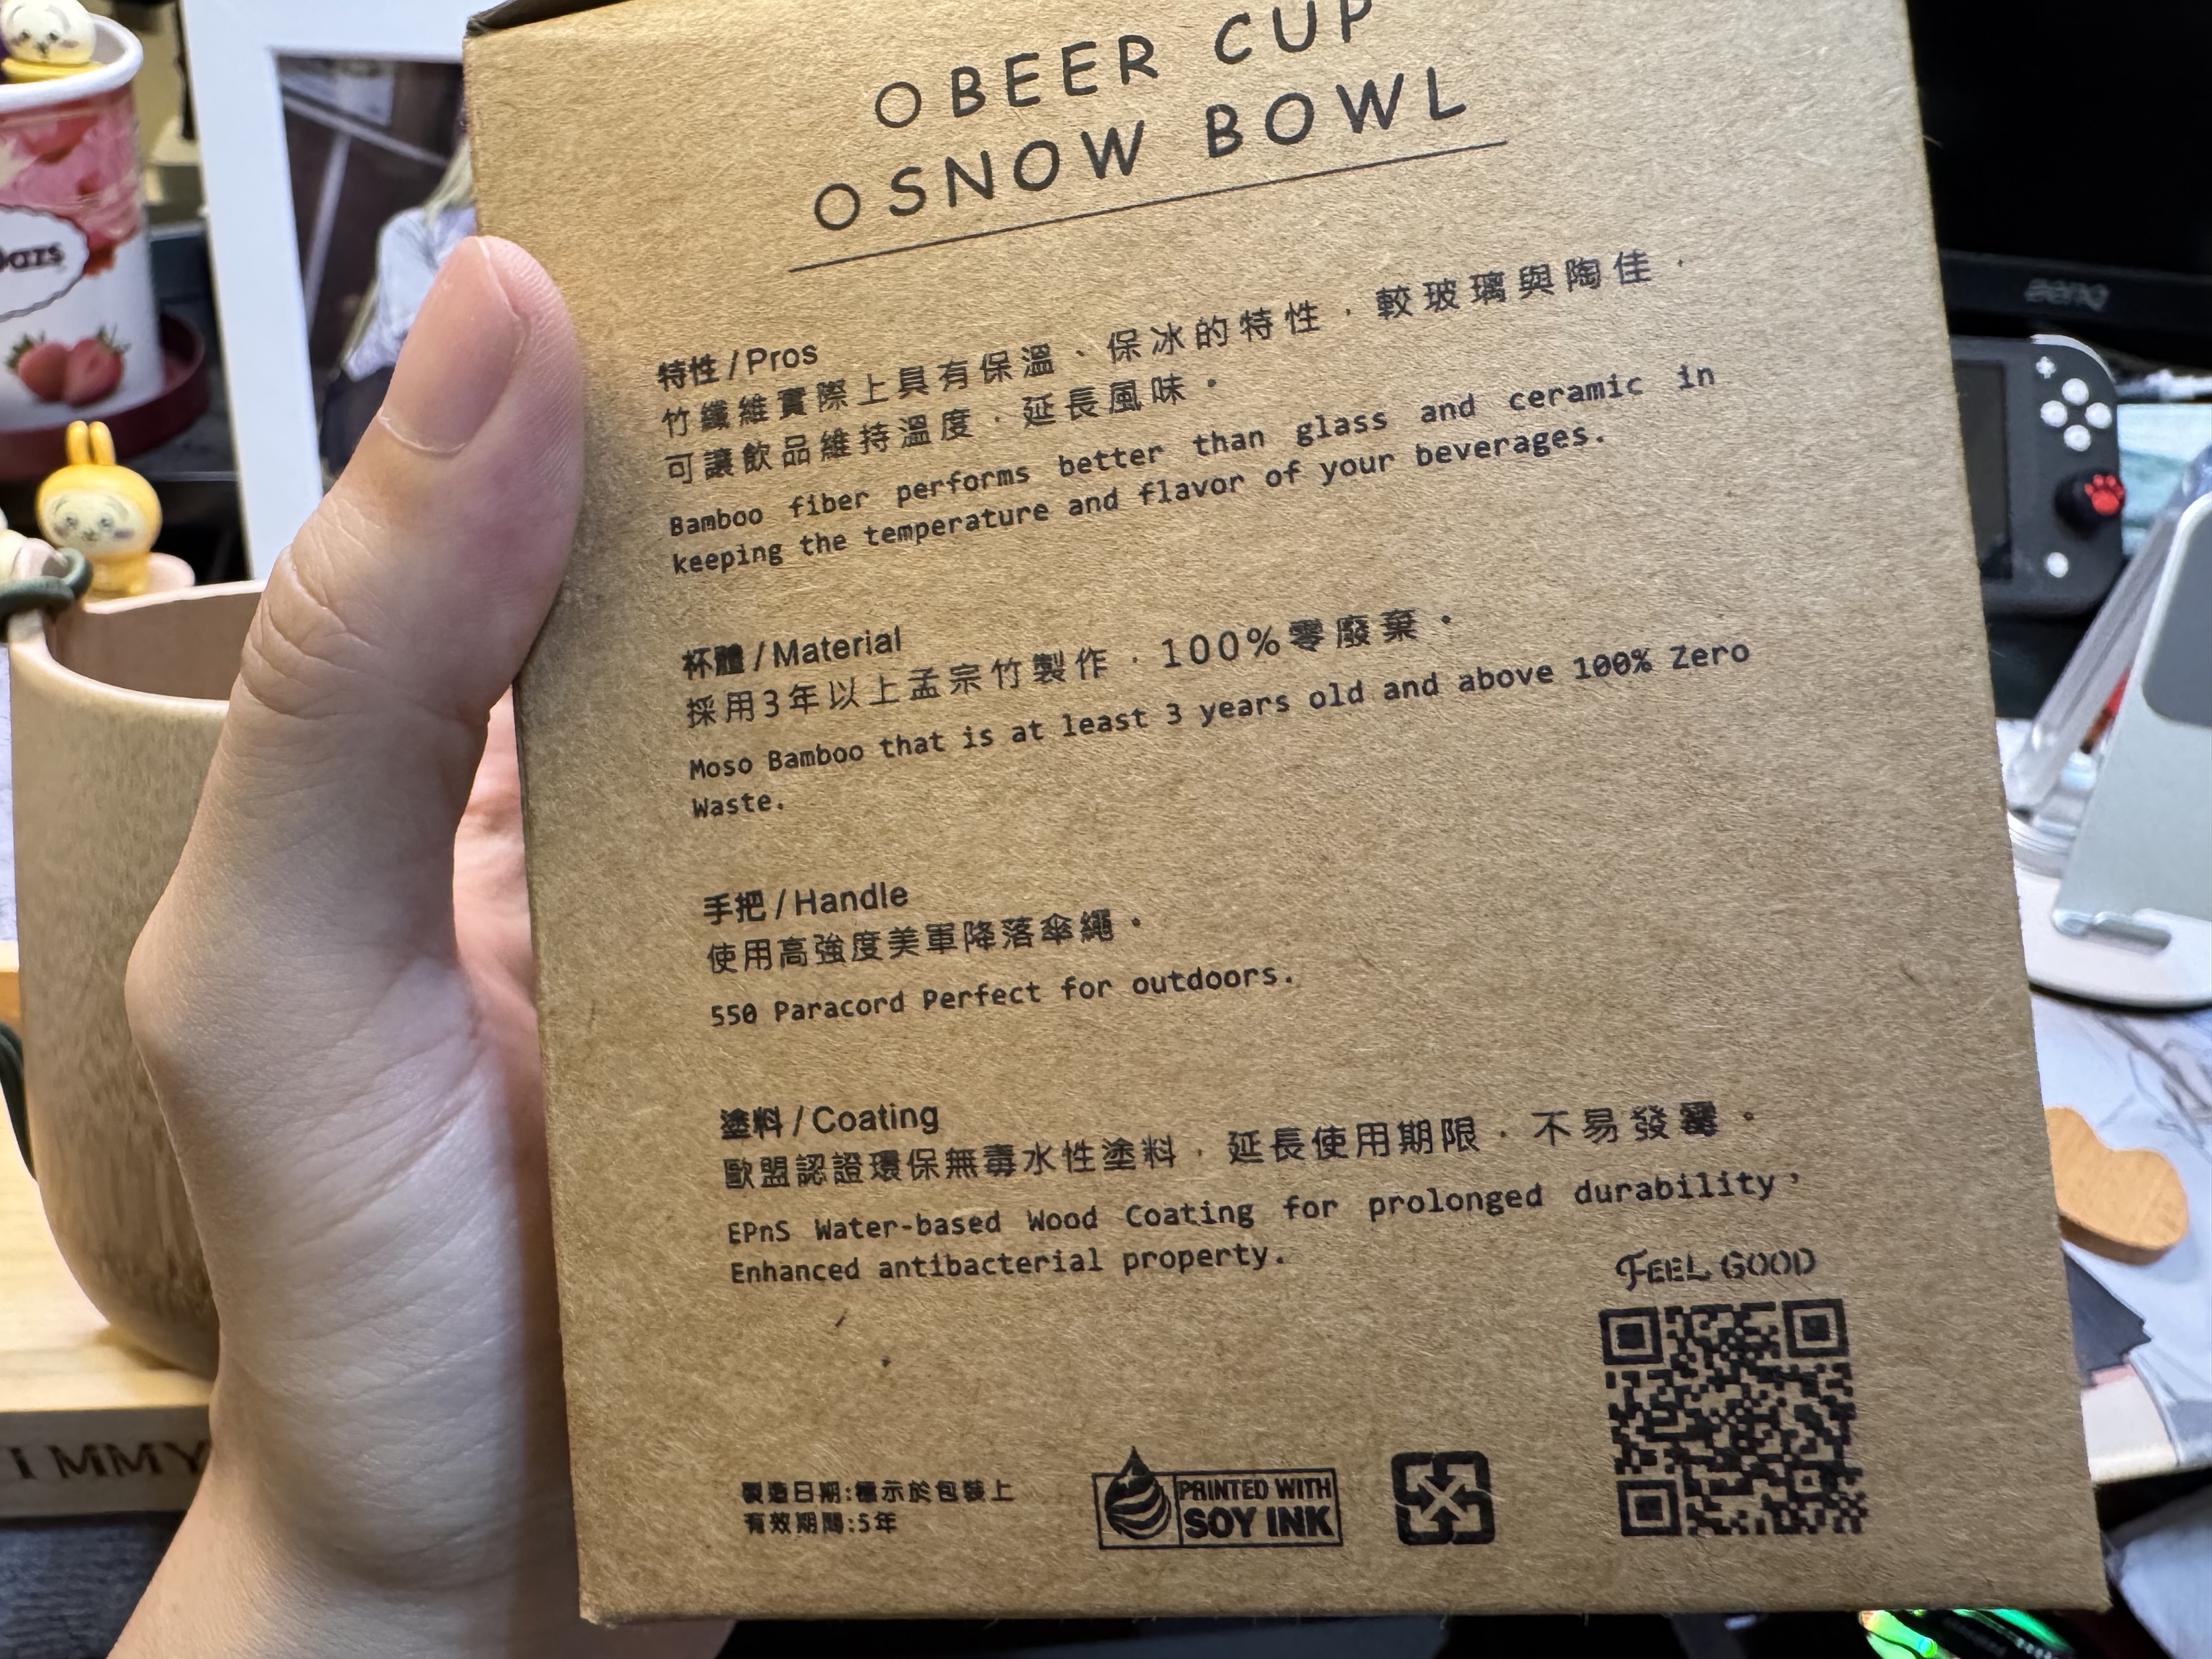 BEER CUP
SNOW BOWL
特性 / Pros
竹纖維實際上具有保溫、保冰的特性，較玻璃與陶佳，
可讓飲品維持溫度，延長風味。
Bamboo fiber performs better than glass and ceramic in
keeping the temperature and flavor of your beverages.
杯體 / Material
採用3年以上孟宗竹製作，100%零廢棄。
Moso Bamboo that is at least 3 years old and above 100% Zero
Waste.
手把 / Handle
使用高強度美軍降落傘繩。
550 Paracord Perfect for outdoors.
塗料 / Coating
歐盟認證環保無毒水性塗料，延長使用期限，不易發霉。
EPnS Water-based Wood Coating for prolonged durability，
Enhanced antibacterial property.
FEEL GOOD
製造日期:標示於包裝上
有效期間:5年
PRINTED WITH
SOY INK
BenQ
IMMY